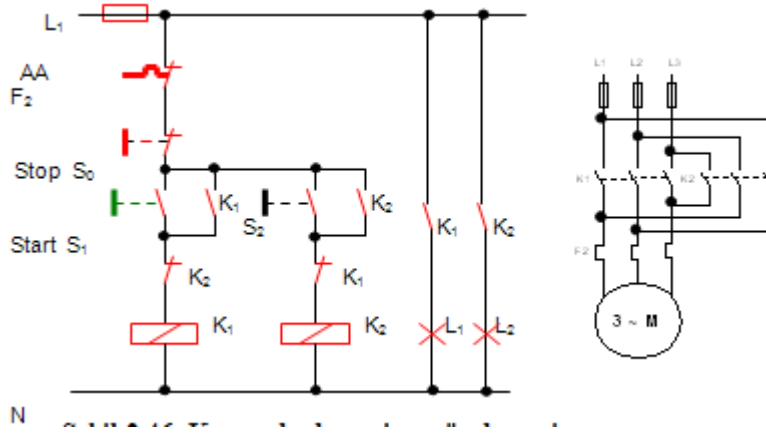 L₁
AA
F₂
Stop S₀
K₁
S₂
K₂
K₁
K₂
Start S₁
K₂
K₁
K₁
K₂
L₁
L₂
N
L1 L2 L3
K1
K2
F2
3 ~ M